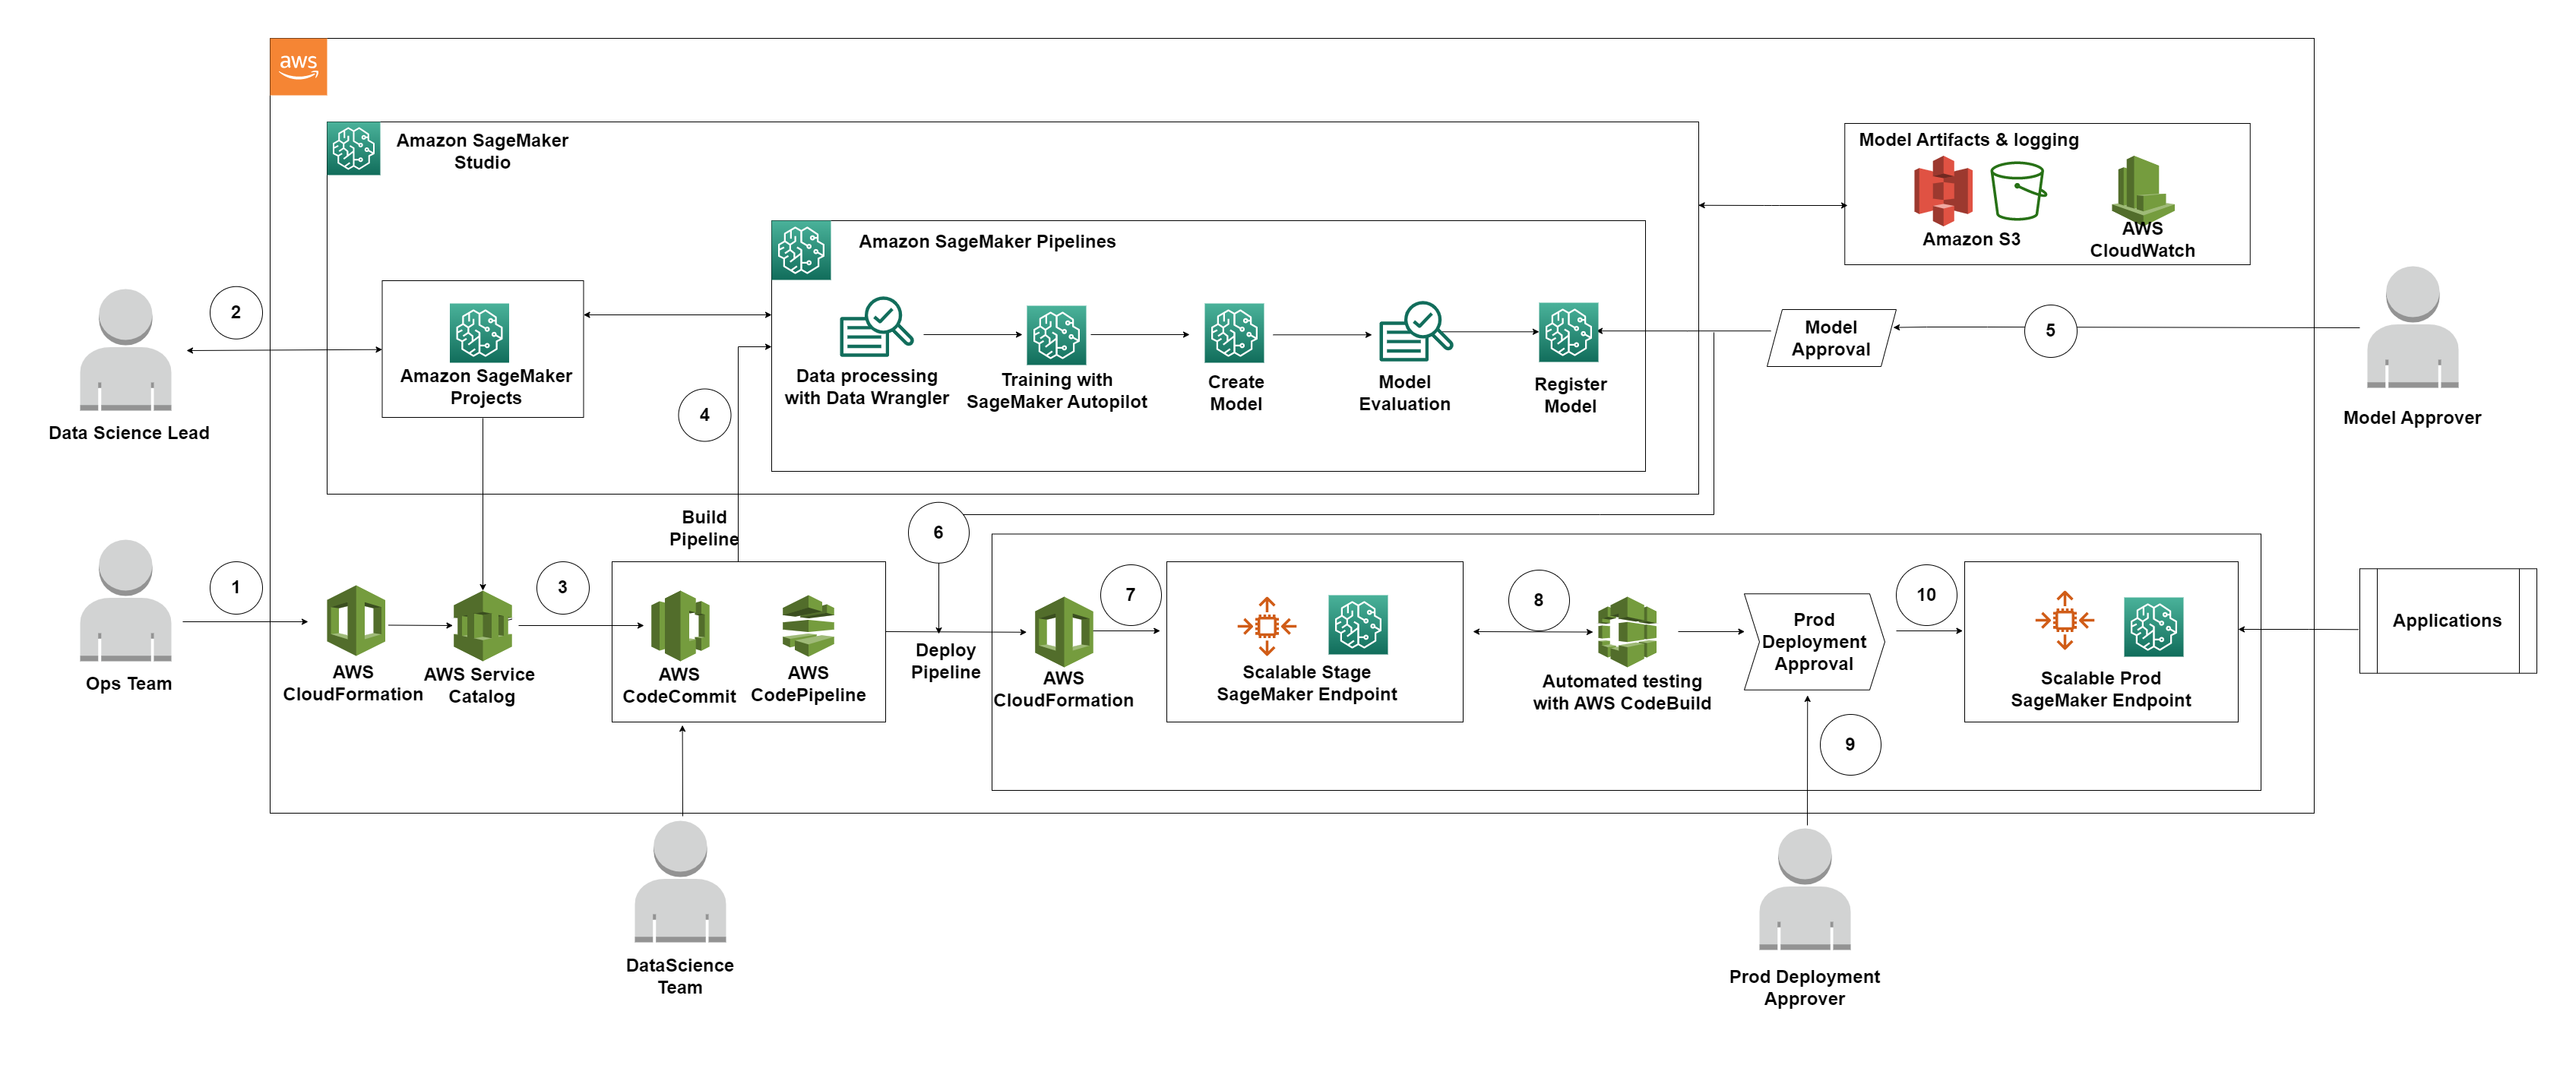 aws
Amazon SageMaker
Studio
Model Artifacts & logging
Amazon S3
AWS
CloudWatch
Amazon SageMaker Pipelines
2
Amazon SageMaker
Projects
Data Science Lead
4
Data processing
with Data Wrangler
Training with
SageMaker Autopilot
Create
Model
Model
Evaluation
Register
Model
Model
Approval
5
Model Approver
Build
Pipeline
6
1
Ops Team
AWS
CloudFormation
AWS Service
Catalog
3
AWS
CodeCommit
AWS
CodePipeline
Deploy
Pipeline
AWS
CloudFormation
7
Scalable Stage
SageMaker Endpoint
8
Automated testing
with AWS CodeBuild
Prod
Deployment
Approval
10
Scalable Prod
SageMaker Endpoint
Applications
9
DataScience
Team
Prod Deployment
Approver